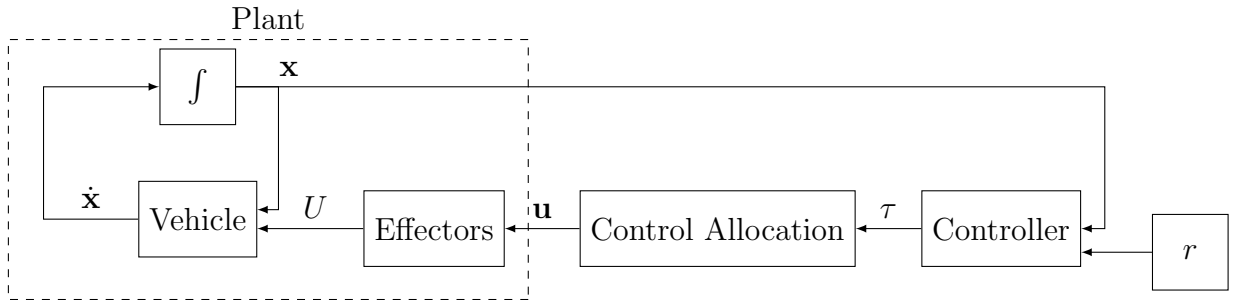 Plant
∫
𝐱
𝐱̇
Vehicle
U
Effectors
𝐮
Control Allocation
τ
Controller
r